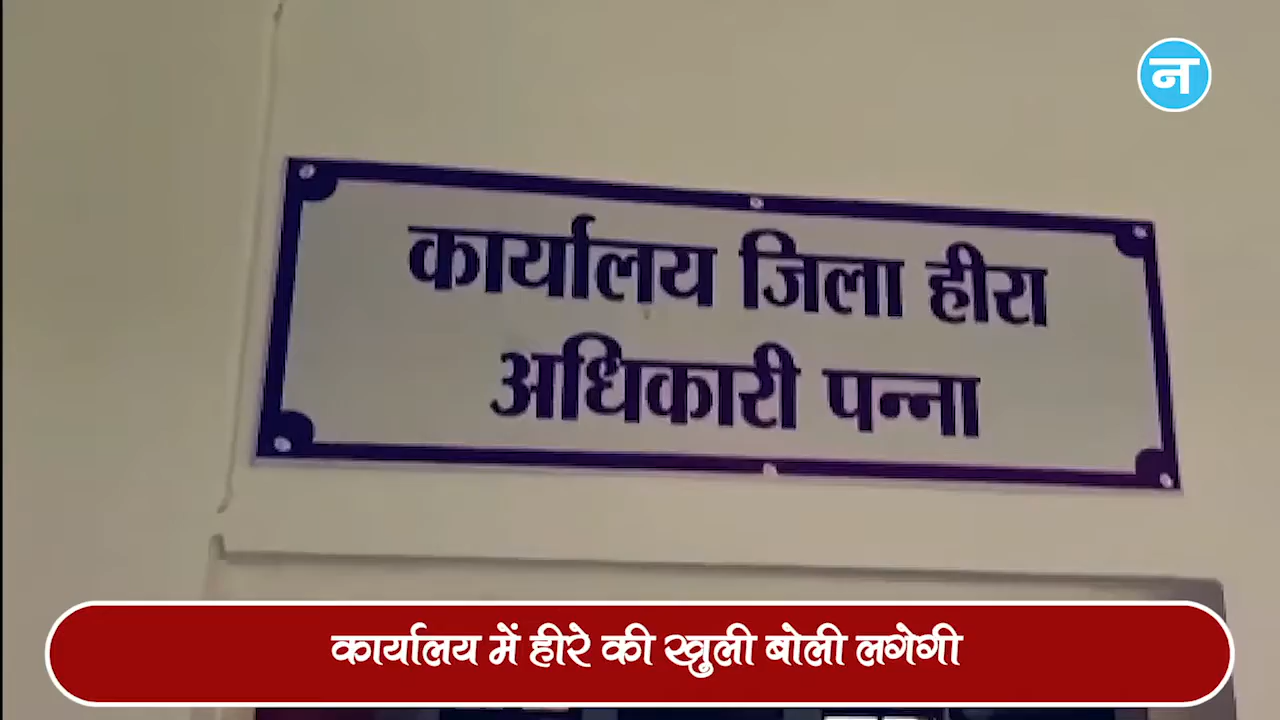 न
कार्यालय जिला हीरा
अधिकारी पन्ना
कार्यालय में हीरे की खुली बोली लगेगी